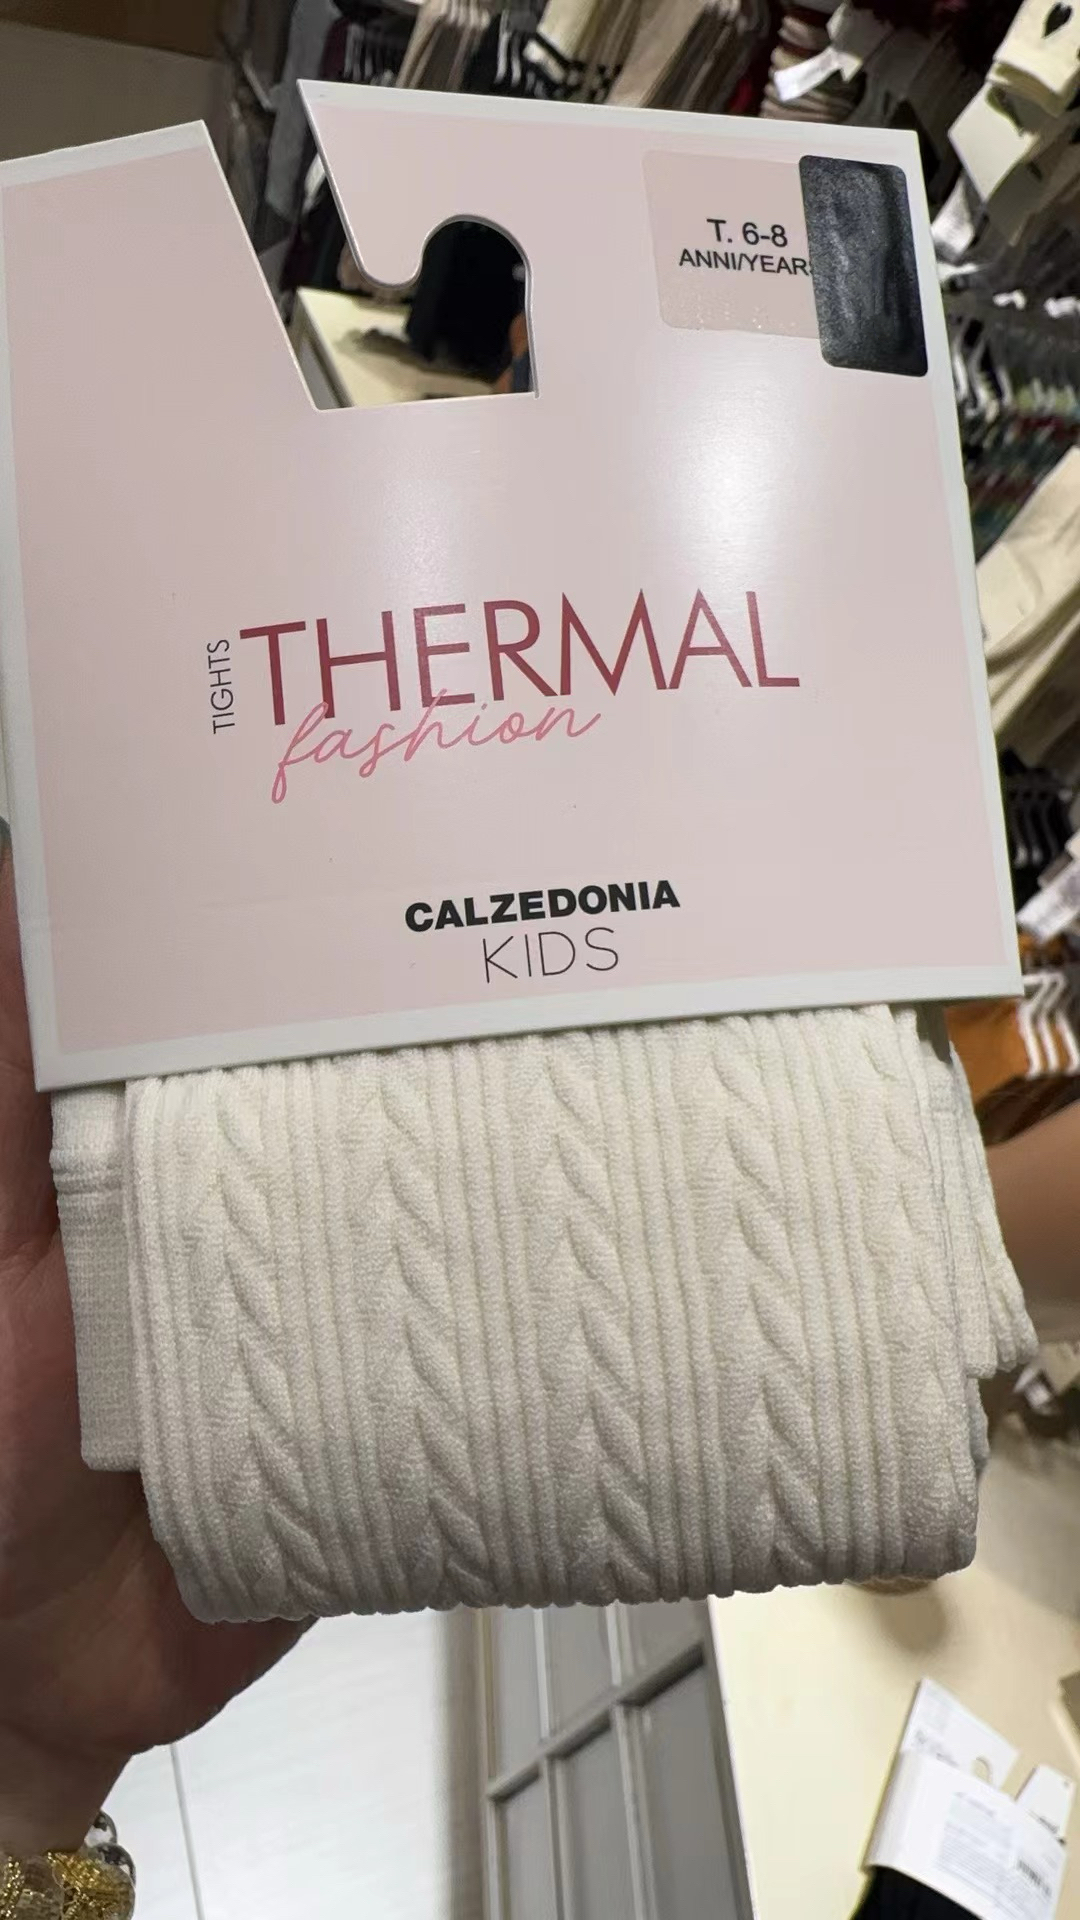 T. 6-8
ANNI/YEARS
TIGHTS
THERMAL
fashion
CALZEDONIA
KIDS